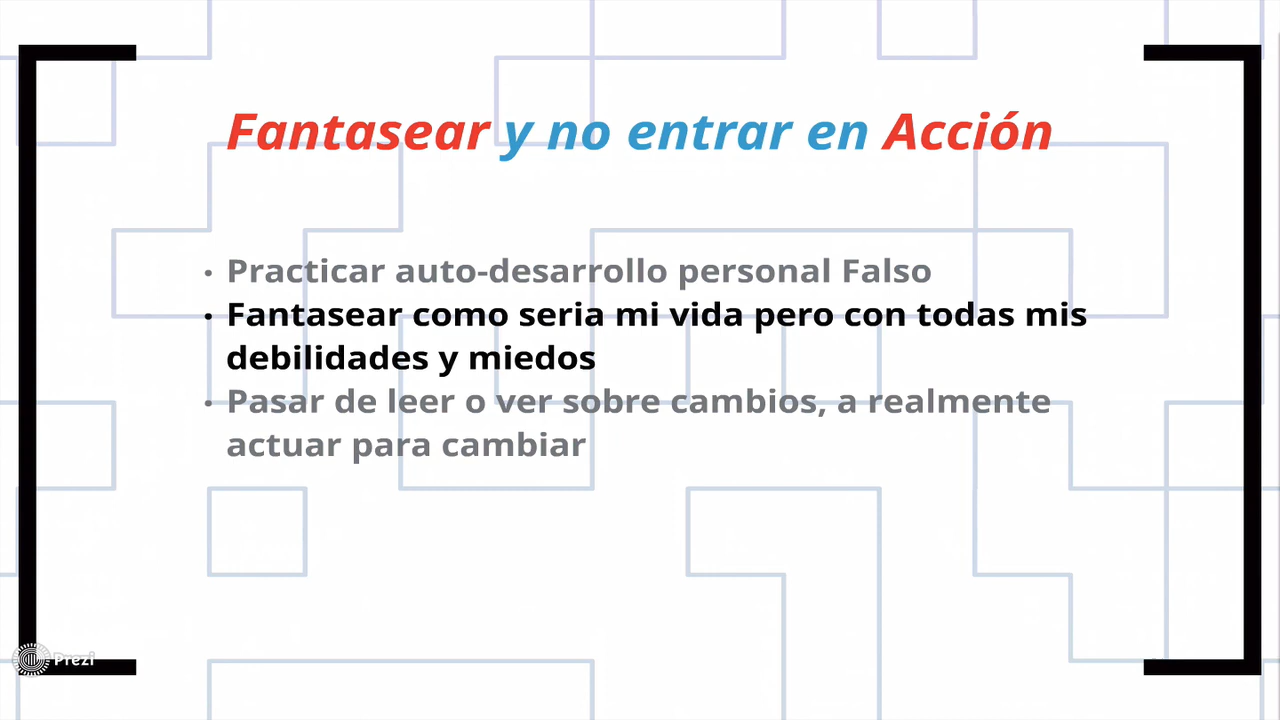 Fantasear y no entrar en Acción
• Practicar auto-desarrollo personal Falso
• Fantasear como seria mi vida pero con todas mis
debilidades y miedos
• Pasar de leer o ver sobre cambios, a realmente
actuar para cambiar
Prezi